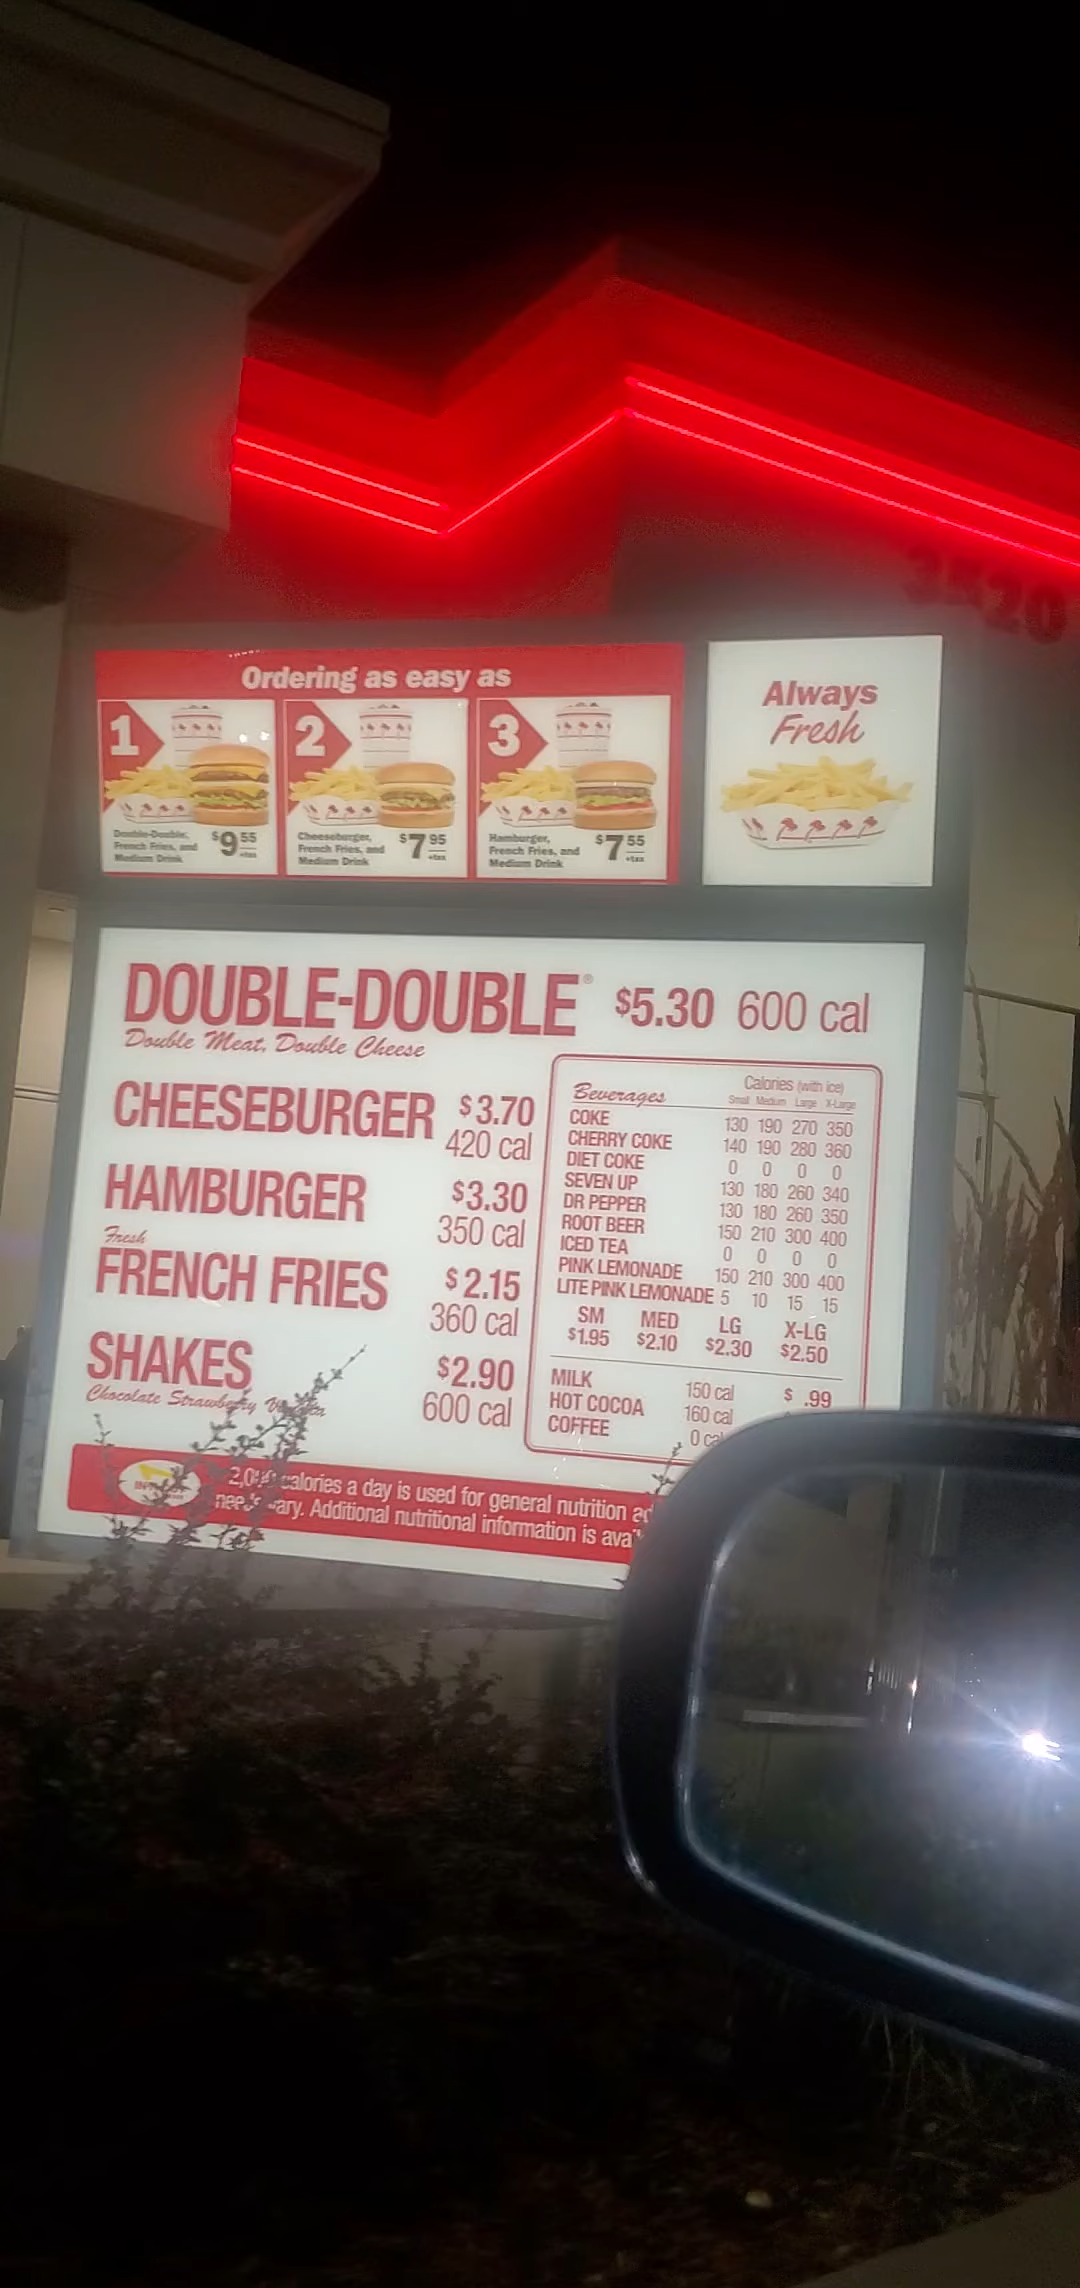 3520
Ordering as easy as
1
Double-Double,
French Fries, and
Medium Drink
$9 55
+tax
2
Cheeseburger,
French Fries, and
Medium Drink
$7 95
+tax
3
Hamburger,
French Fries, and
Medium Drink
$7 55
+tax
Always
Fresh
DOUBLE-DOUBLE® $5.30 600 cal
Double Meat, Double Cheese
CHEESEBURGER $3.70
420 cal
HAMBURGER $3.30
350 cal
Fresh
FRENCH FRIES $2.15
360 cal
SHAKES $2.90
Chocolate Strawberry
600 cal
Beverages Calories (with ice)
Small Medium Large X-Large
COKE 130 190 270 350
CHERRY COKE 140 190 280 360
DIET COKE 0 0 0 0
SEVEN UP 130 180 260 340
DR PEPPER 130 180 260 350
ROOT BEER 150 210 300 400
ICED TEA 0 0 0 0
PINK LEMONADE 150 210 300 400
LITE PINK LEMONADE 5 10 15 15
SM MED LG X-LG
$1.95 $2.10 $2.30 $2.50
MILK 150 cal $ .99
HOT COCOA 160 cal
COFFEE 0 ca
calories a day is used for general nutrition
Additional nutritional information is